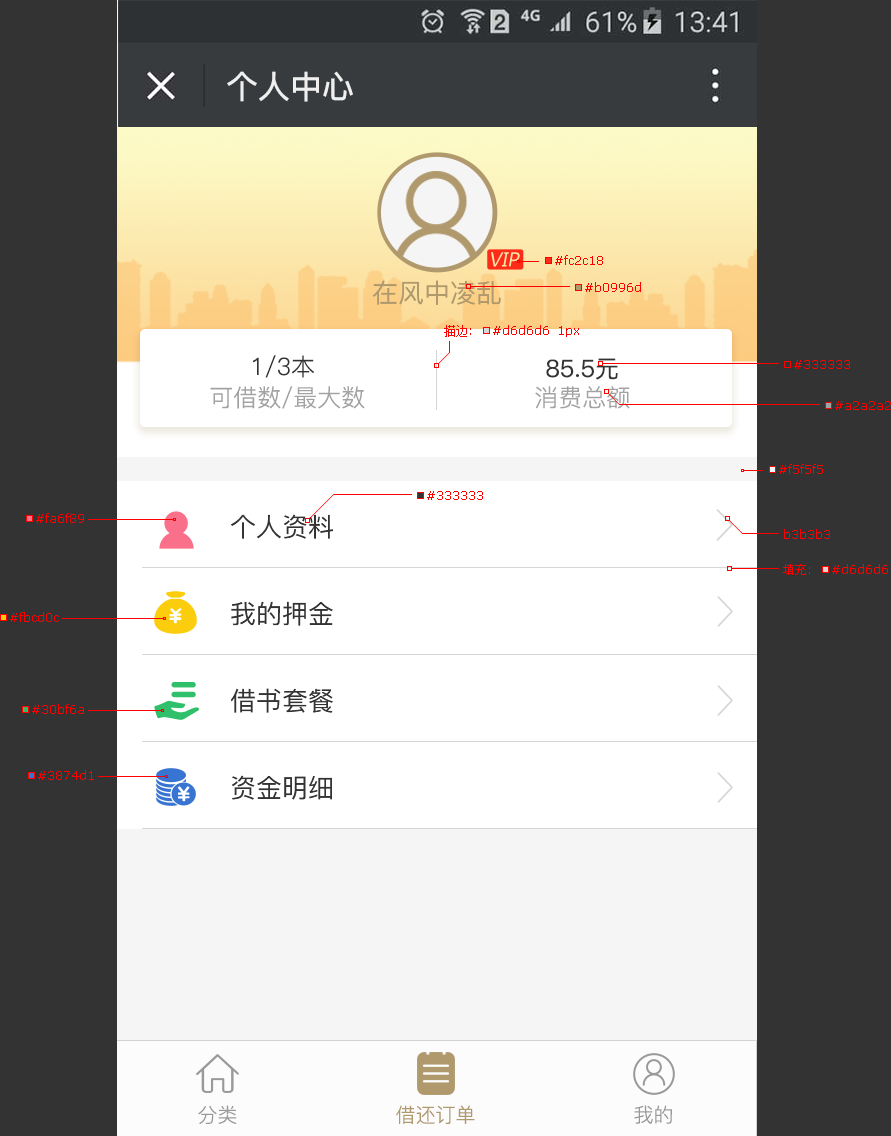 2 4G 61% 13:41
个人中心
VIP #fc2c18
在风中凌乱 #b0996d
描边: #d6d6d6 1px
1/3本 85.5元 #333333
可借数/最大数 消费总额 #a2a2a2
#f5f5f5
#333333
#fa6f89 个人资料 b3b3b3
填充: #d6d6d6
#fbcd0c 我的押金
#30bf6a 借书套餐
#3874d1 资金明细
分类 借还订单 我的